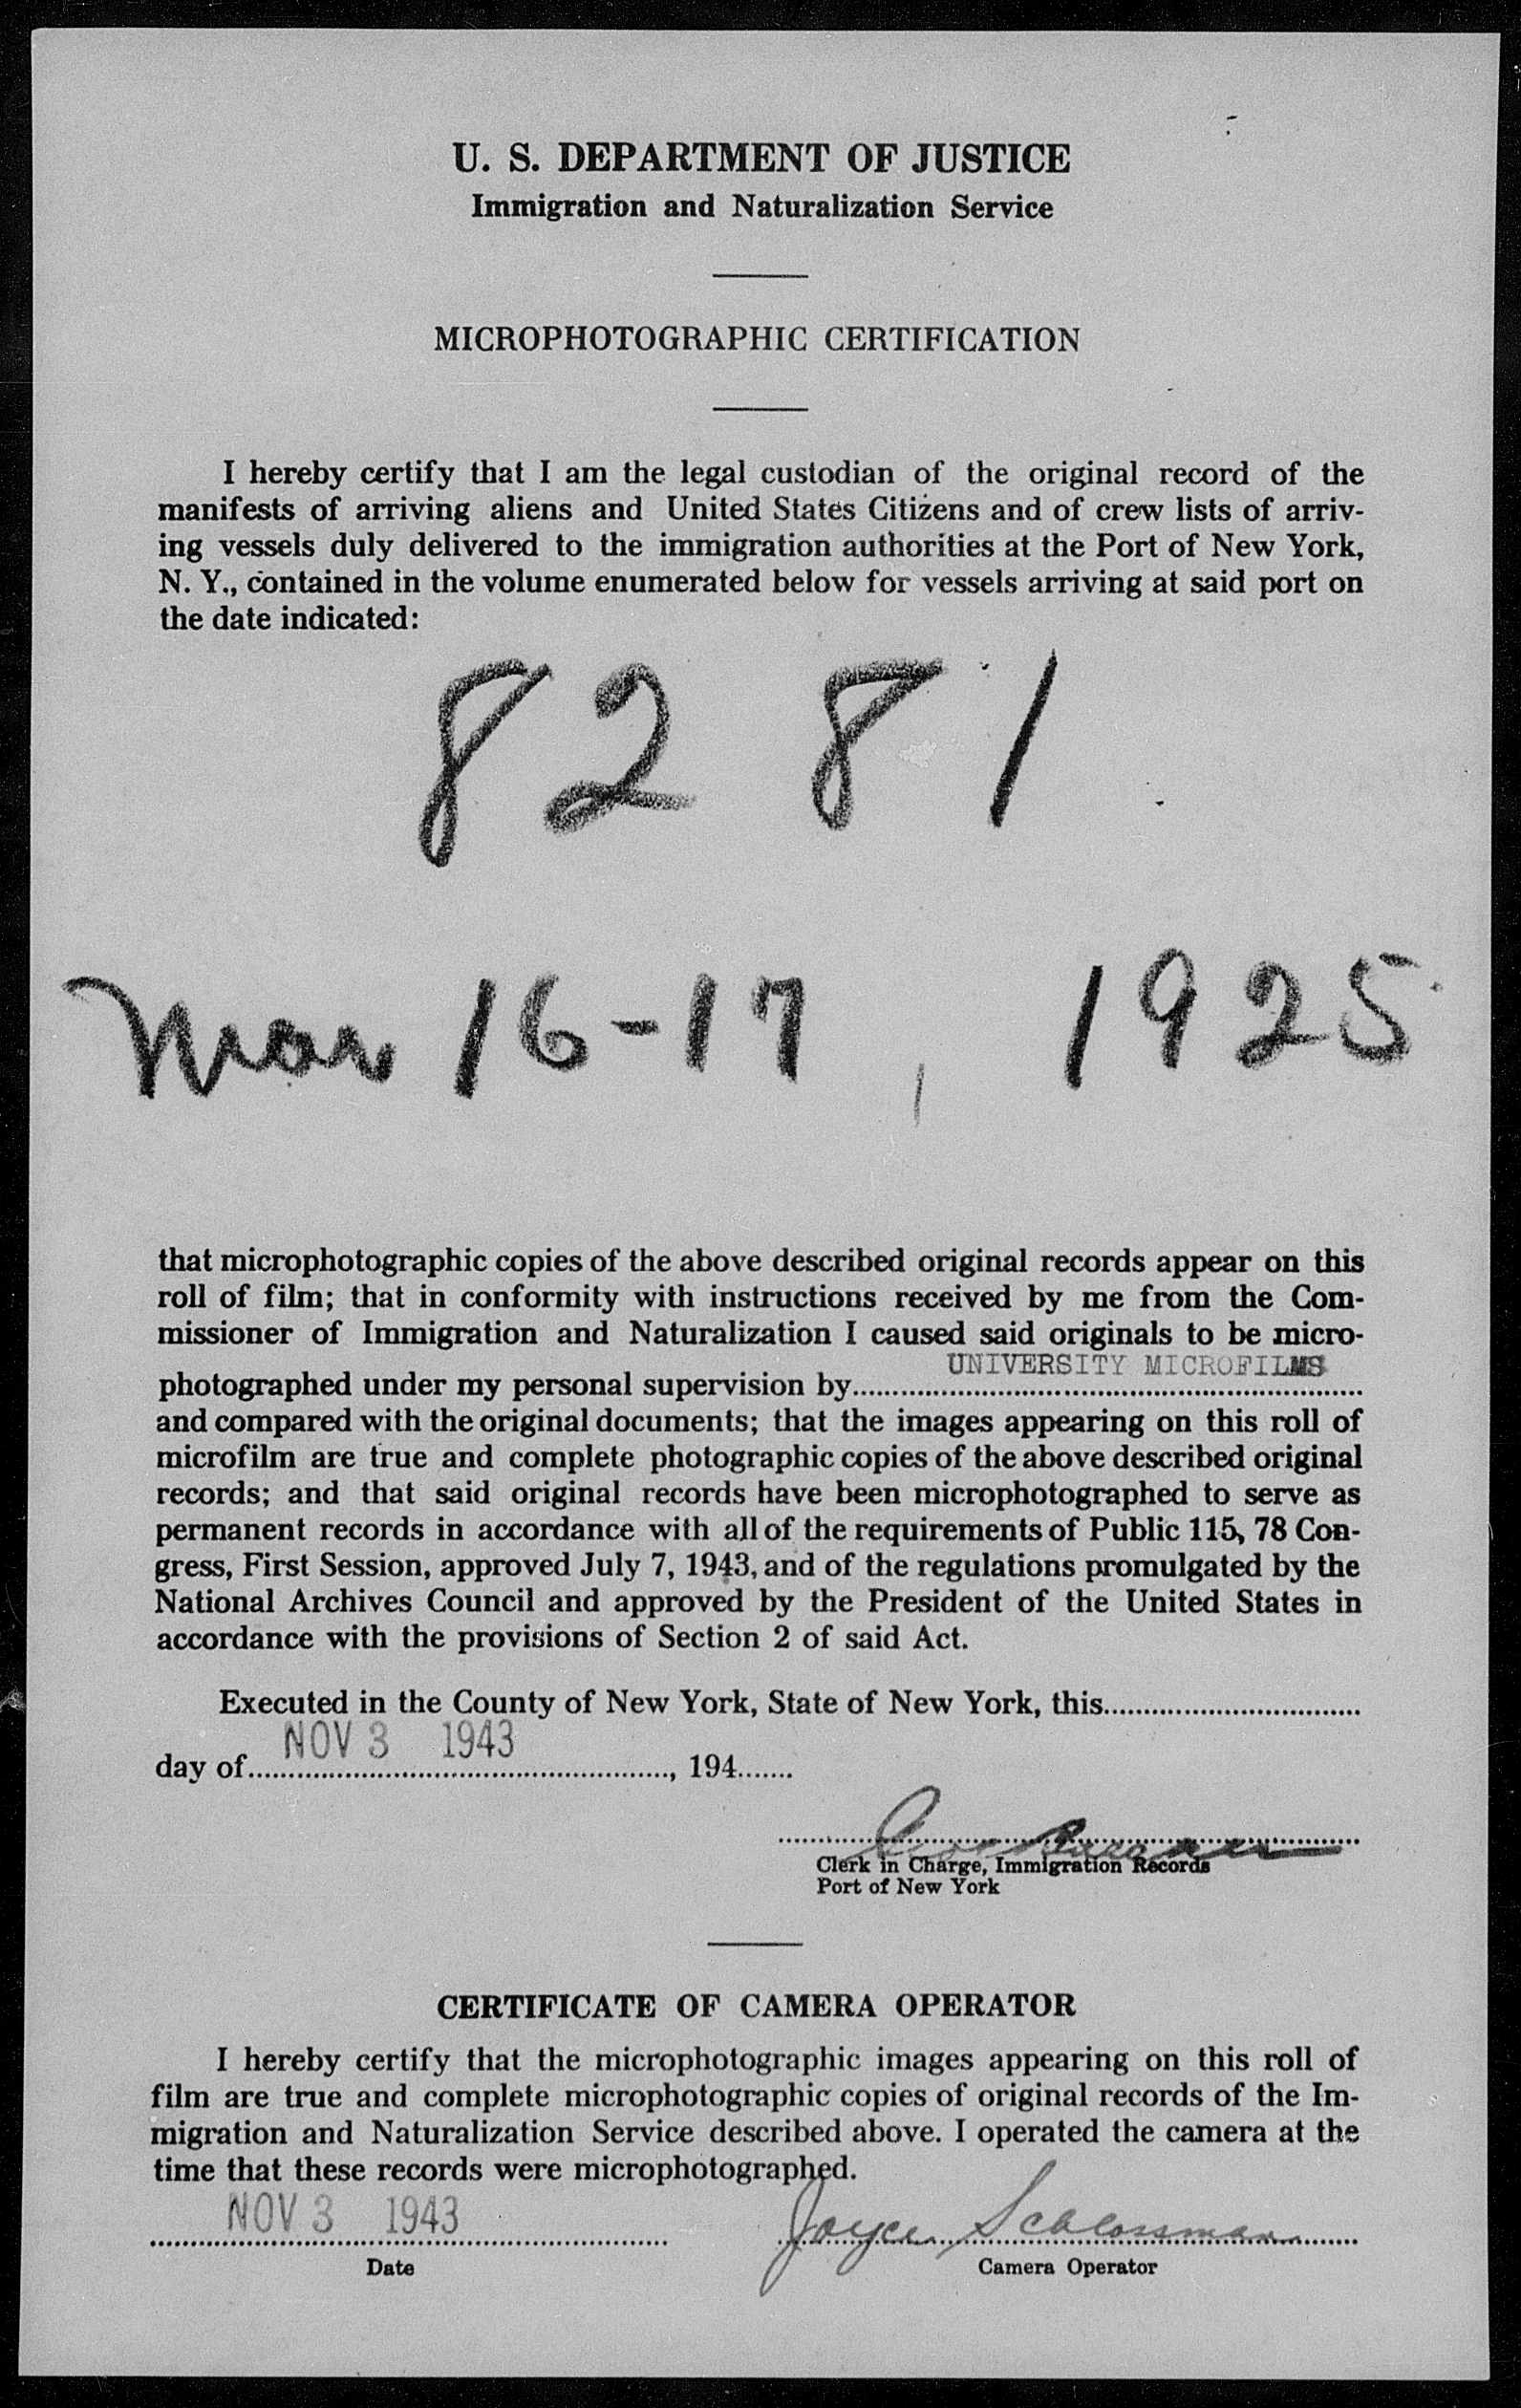 U. S. DEPARTMENT OF JUSTICE
Immigration and Naturalization Service
MICROPHOTOGRAPHIC CERTIFICATION
I hereby certify that I am the legal custodian of the original record of the
manifests of arriving aliens and United States Citizens and of crew lists of arriv-
ing vessels duly delivered to the immigration authorities at the Port of New York,
N. Y., contained in the volume enumerated below for vessels arriving at said port on
the date indicated:
8281
Mar 16-17, 1925
that microphotographic copies of the above described original records appear on this
roll of film; that in conformity with instructions received by me from the Com-
missioner of Immigration and Naturalization I caused said originals to be micro-
UNIVERSITY MICROFILMS
photographed under my personal supervision by
and compared with the original documents; that the images appearing on this roll of
microfilm are true and complete photographic copies of the above described original
records; and that said original records have been microphotographed to serve as
permanent records in accordance with all of the requirements of Public 115, 78 Con-
gress, First Session, approved July 7, 1943, and of the regulations promulgated by the
National Archives Council and approved by the President of the United States in
accordance with the provisions of Section 2 of said Act.
Executed in the County of New York, State of New York, this
NOV 3 1943
day of, 194
Clerk in Charge, Immigration Records
Port of New York
CERTIFICATE OF CAMERA OPERATOR
I hereby certify that the microphotographic images appearing on this roll of
film are true and complete microphotographic copies of original records of the Im-
migration and Naturalization Service described above. I operated the camera at the
time that these records were microphotographed.
NOV 3 1943 Joyce Schlossman
Date Camera Operator